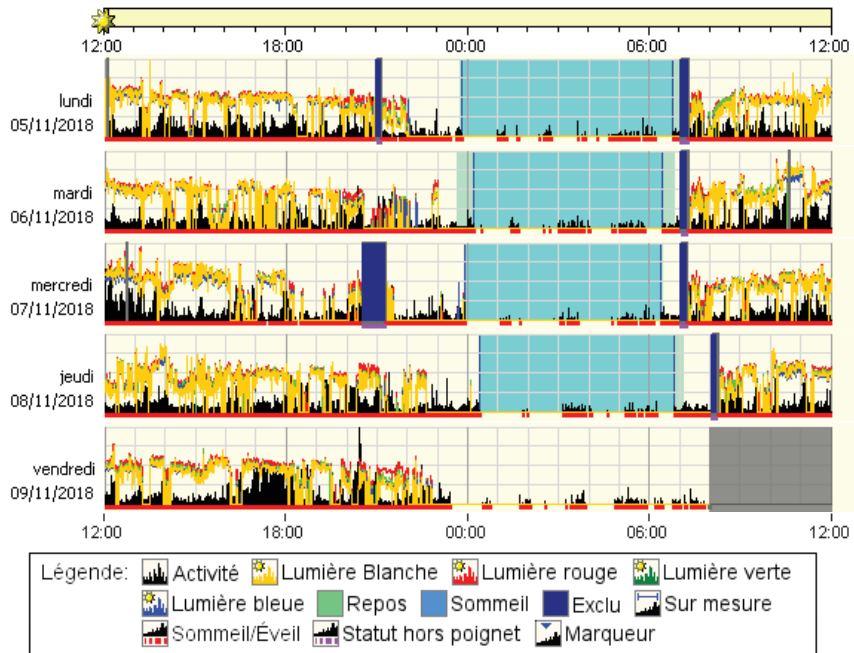 12:00 18:00 00:00 06:00 12:00
lundi
05/11/2018
mardi
06/11/2018
mercredi
07/11/2018
jeudi
08/11/2018
vendredi
09/11/2018
12:00 18:00 00:00 06:00 12:00
Légende: Activité Lumière Blanche Lumière rouge Lumière verte
Lumière bleue Repos Sommeil Exclu Sur mesure
Sommeil/Éveil Statut hors poignet Marqueur